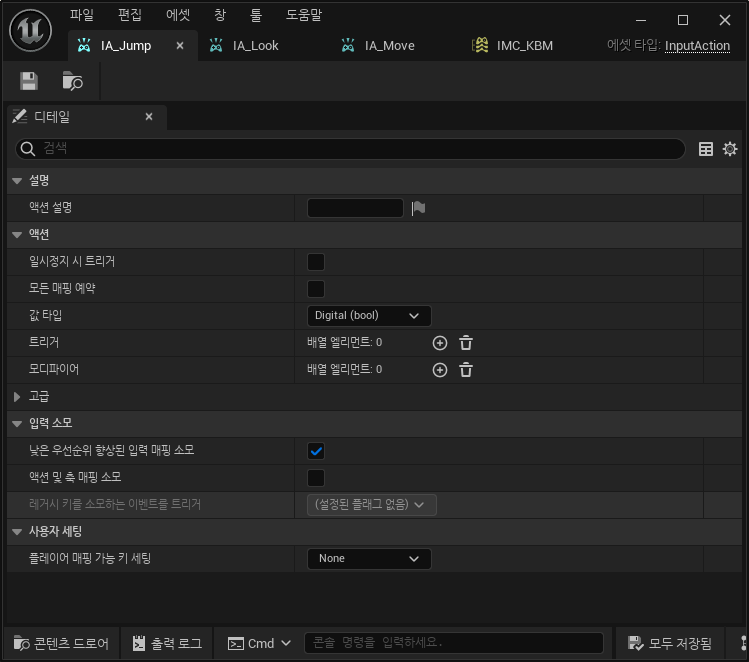 파일 편집 에셋 창 툴 도움말
IA_Jump IA_Look IA_Move IMC_KBM 에셋 타입: InputAction
디테일
검색
설명
액션 설명
액션
일시정지 시 트리거
모든 매핑 예약
값 타입 Digital (bool)
트리거 배열 엘리먼트: 0
모디파이어 배열 엘리먼트: 0
고급
입력 소모
낮은 우선순위 향상된 입력 매핑 소모
액션 및 축 매핑 소모
레거시 키를 소모하는 이벤트를 트리거 (설정된 플래그 없음)
사용자 세팅
플레이어 매핑 가능 키 세팅 None
콘텐츠 드로어 출력 로그 Cmd 콘솔 명령을 입력하세요. 모두 저장됨